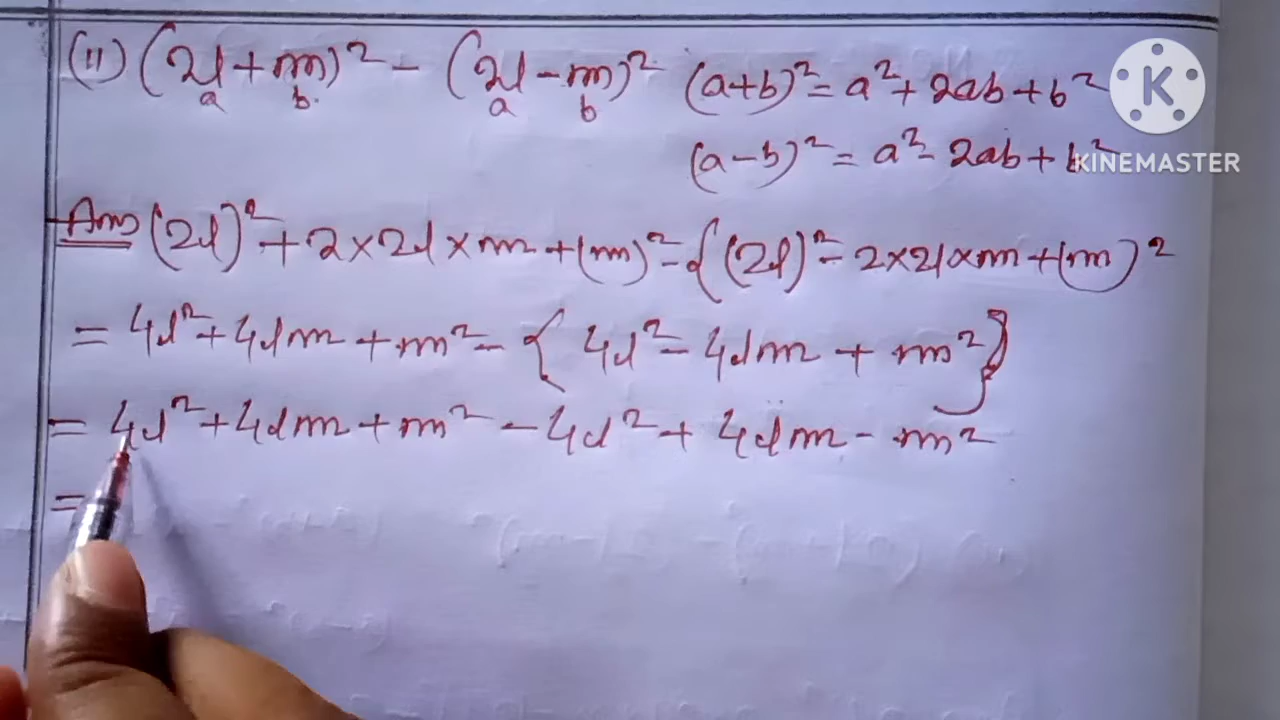 (11) (2l+m)² - (2l-m)² (a+b)² = a² + 2ab + b²
a b. a b
(a-b)² = a² - 2ab + b²
K
KINEMASTER
Ans (2l)² + 2×2l×m + (m)² - {(2l)² - 2×2l×m + (m)²
= 4l² + 4lm + m² - {4l² - 4lm + m²}
= 4l² + 4lm + m² - 4l² + 4lm - m²
=